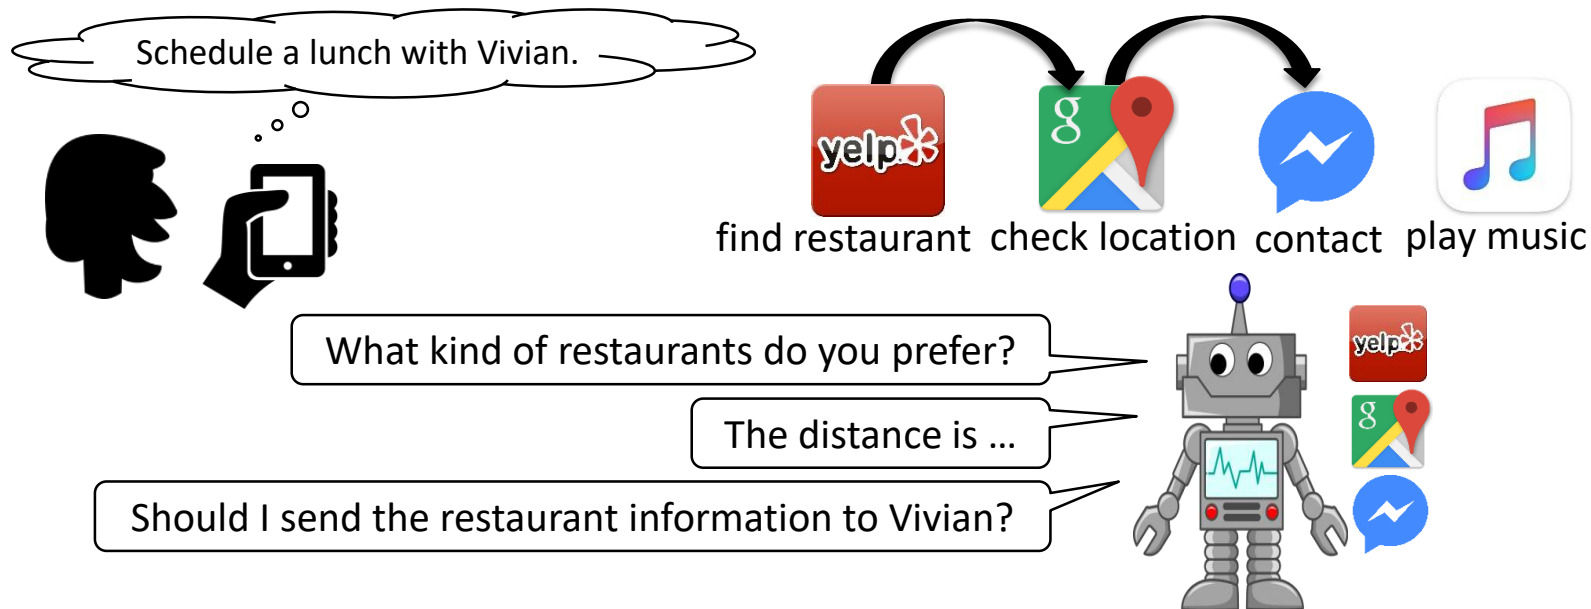 Schedule a lunch with Vivian.
yelp
g
find restaurant
check location
contact
play music
What kind of restaurants do you prefer?
yelp
The distance is ...
g
Should I send the restaurant information to Vivian?